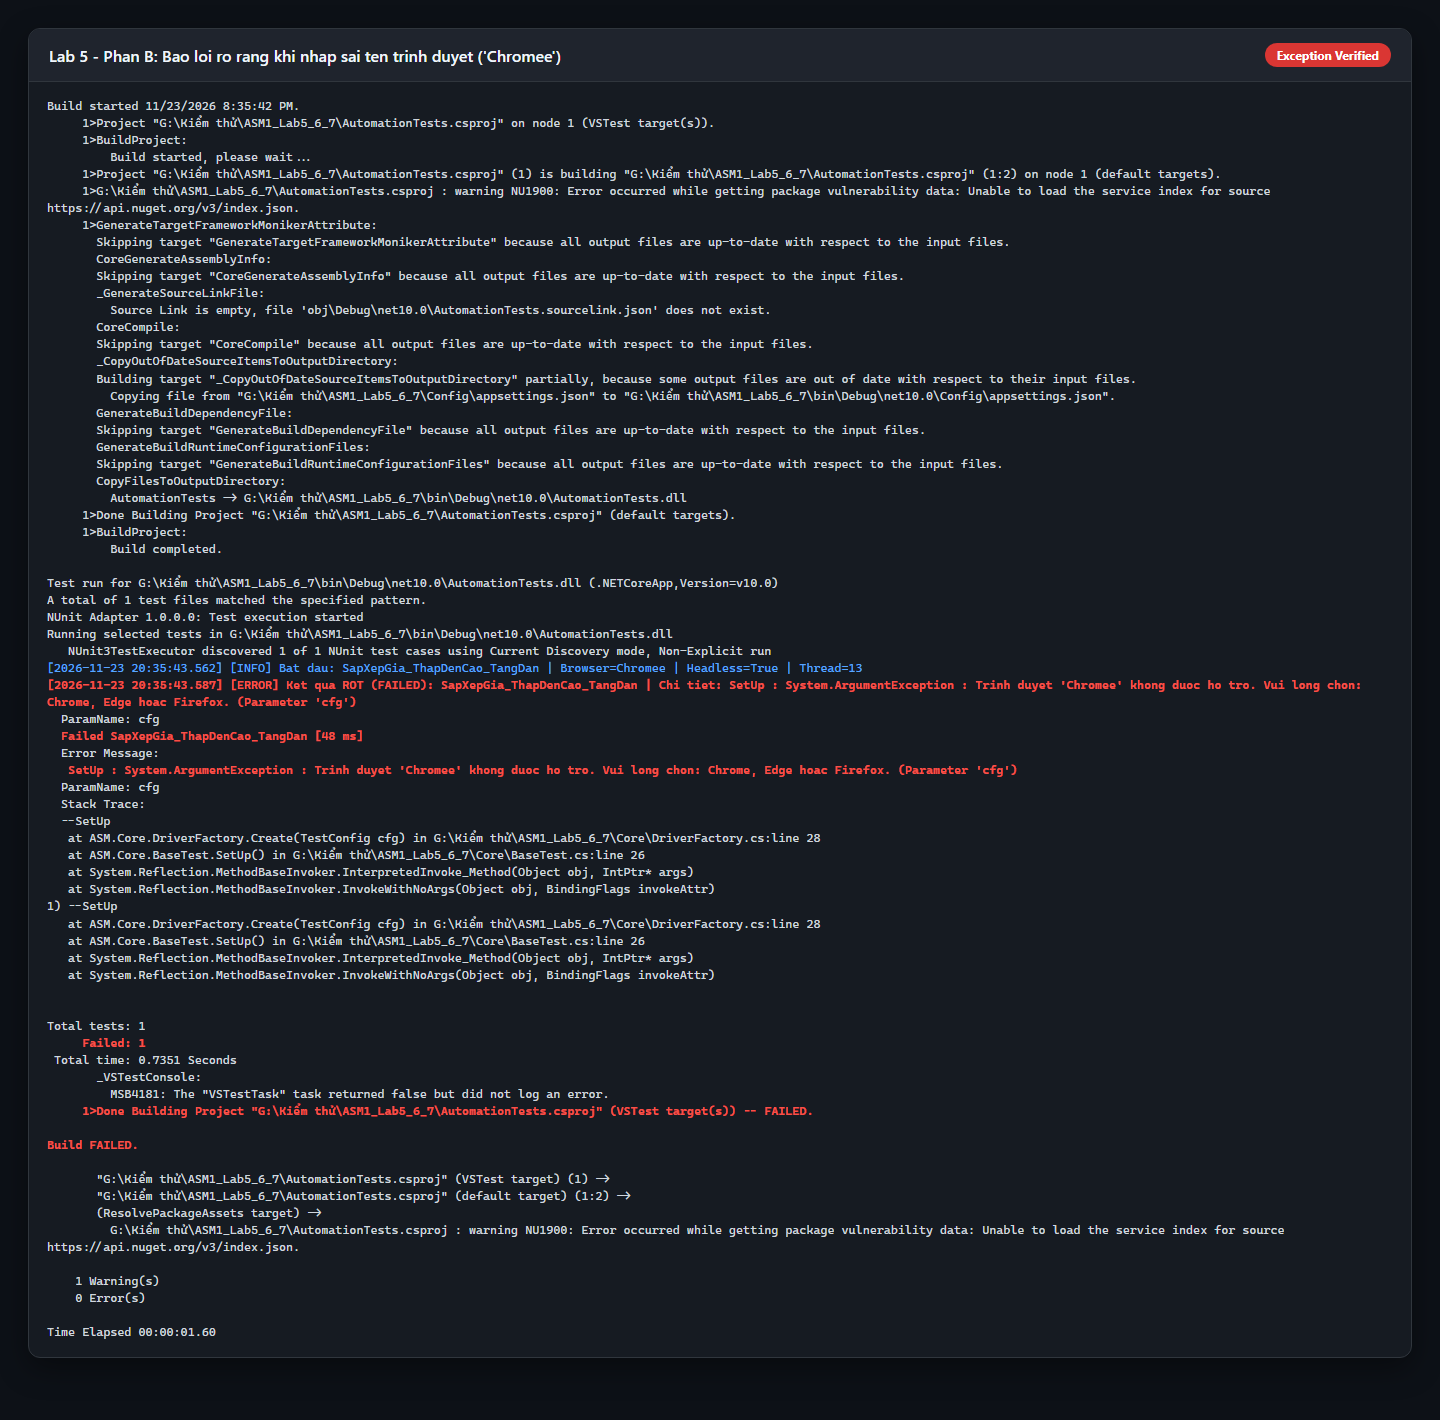 Lab 5 - Phan B: Bao loi ro rang khi nhap sai ten trinh duyet ('Chromee')
Exception Verified
Build started 11/23/2026 8:35:42 PM.
1>Project "G:\Kiểm thử\ASM1_Lab5_6_7\AutomationTests.csproj" on node 1 (VSTest target(s)).
1>BuildProject:
Build started, please wait...
1>Project "G:\Kiểm thử\ASM1_Lab5_6_7\AutomationTests.csproj" (1) is building "G:\Kiểm thử\ASM1_Lab5_6_7\AutomationTests.csproj" (1:2) on node 1 (default targets).
1>G:\Kiểm thử\ASM1_Lab5_6_7\AutomationTests.csproj : warning NU1900: Error occurred while getting package vulnerability data: Unable to load the service index for source
https://api.nuget.org/v3/index.json.
1>GenerateTargetFrameworkMonikerAttribute:
Skipping target "GenerateTargetFrameworkMonikerAttribute" because all output files are up-to-date with respect to the input files.
CoreGenerateAssemblyInfo:
Skipping target "CoreGenerateAssemblyInfo" because all output files are up-to-date with respect to the input files.
_GenerateSourceLinkFile:
Source Link is empty, file 'obj\Debug\net10.0\AutomationTests.sourcelink.json' does not exist.
CoreCompile:
Skipping target "CoreCompile" because all output files are up-to-date with respect to the input files.
_CopyOutOfDateSourceItemsToOutputDirectory:
Building target "_CopyOutOfDateSourceItemsToOutputDirectory" partially, because some output files are out of date with respect to their input files.
Copying file from "G:\Kiểm thử\ASM1_Lab5_6_7\Config\appsettings.json" to "G:\Kiểm thử\ASM1_Lab5_6_7\bin\Debug\net10.0\Config\appsettings.json".
GenerateBuildDependencyFile:
Skipping target "GenerateBuildDependencyFile" because all output files are up-to-date with respect to the input files.
GenerateBuildRuntimeConfigurationFiles:
Skipping target "GenerateBuildRuntimeConfigurationFiles" because all output files are up-to-date with respect to the input files.
CopyFilesToOutputDirectory:
AutomationTests -> G:\Kiểm thử\ASM1_Lab5_6_7\bin\Debug\net10.0\AutomationTests.dll
1>Done Building Project "G:\Kiểm thử\ASM1_Lab5_6_7\AutomationTests.csproj" (default targets).
1>BuildProject:
Build completed.
Test run for G:\Kiểm thử\ASM1_Lab5_6_7\bin\Debug\net10.0\AutomationTests.dll (.NETCoreApp,Version=v10.0)
A total of 1 test files matched the specified pattern.
NUnit Adapter 1.0.0.0: Test execution started
Running selected tests in G:\Kiểm thử\ASM1_Lab5_6_7\bin\Debug\net10.0\AutomationTests.dll
NUnit3TestExecutor discovered 1 of 1 NUnit test cases using Current Discovery mode, Non-Explicit run
[2026-11-23 20:35:43.562] [INFO] Bat dau: SapXepGia_ThapDenCao_TangDan | Browser=Chromee | Headless=True | Thread=13
[2026-11-23 20:35:43.587] [ERROR] Ket qua ROT (FAILED): SapXepGia_ThapDenCao_TangDan | Chi tiet: SetUp : System.ArgumentException : Trinh duyet 'Chromee' khong duoc ho tro. Vui long chon:
Chrome, Edge hoac Firefox. (Parameter 'cfg')
ParamName: cfg
Failed SapXepGia_ThapDenCao_TangDan [48 ms]
Error Message:
SetUp : System.ArgumentException : Trinh duyet 'Chromee' khong duoc ho tro. Vui long chon: Chrome, Edge hoac Firefox. (Parameter 'cfg')
ParamName: cfg
Stack Trace:
--SetUp
at ASM.Core.DriverFactory.Create(TestConfig cfg) in G:\Kiểm thử\ASM1_Lab5_6_7\Core\DriverFactory.cs:line 28
at ASM.Core.BaseTest.SetUp() in G:\Kiểm thử\ASM1_Lab5_6_7\Core\BaseTest.cs:line 26
at System.Reflection.MethodBaseInvoker.InterpretedInvoke_Method(Object obj, IntPtr* args)
at System.Reflection.MethodBaseInvoker.InvokeWithNoArgs(Object obj, BindingFlags invokeAttr)
1) --SetUp
at ASM.Core.DriverFactory.Create(TestConfig cfg) in G:\Kiểm thử\ASM1_Lab5_6_7\Core\DriverFactory.cs:line 28
at ASM.Core.BaseTest.SetUp() in G:\Kiểm thử\ASM1_Lab5_6_7\Core\BaseTest.cs:line 26
at System.Reflection.MethodBaseInvoker.InterpretedInvoke_Method(Object obj, IntPtr* args)
at System.Reflection.MethodBaseInvoker.InvokeWithNoArgs(Object obj, BindingFlags invokeAttr)
Total tests: 1
Failed: 1
Total time: 0.7351 Seconds
_VSTestConsole:
MSB4181: The "VSTestTask" task returned false but did not log an error.
1>Done Building Project "G:\Kiểm thử\ASM1_Lab5_6_7\AutomationTests.csproj" (VSTest target(s)) -- FAILED.
Build FAILED.
"G:\Kiểm thử\ASM1_Lab5_6_7\AutomationTests.csproj" (VSTest target) (1) ->
"G:\Kiểm thử\ASM1_Lab5_6_7\AutomationTests.csproj" (default target) (1:2) ->
(ResolvePackageAssets target) ->
G:\Kiểm thử\ASM1_Lab5_6_7\AutomationTests.csproj : warning NU1900: Error occurred while getting package vulnerability data: Unable to load the service index for source
https://api.nuget.org/v3/index.json.
1 Warning(s)
0 Error(s)
Time Elapsed 00:00:01.60